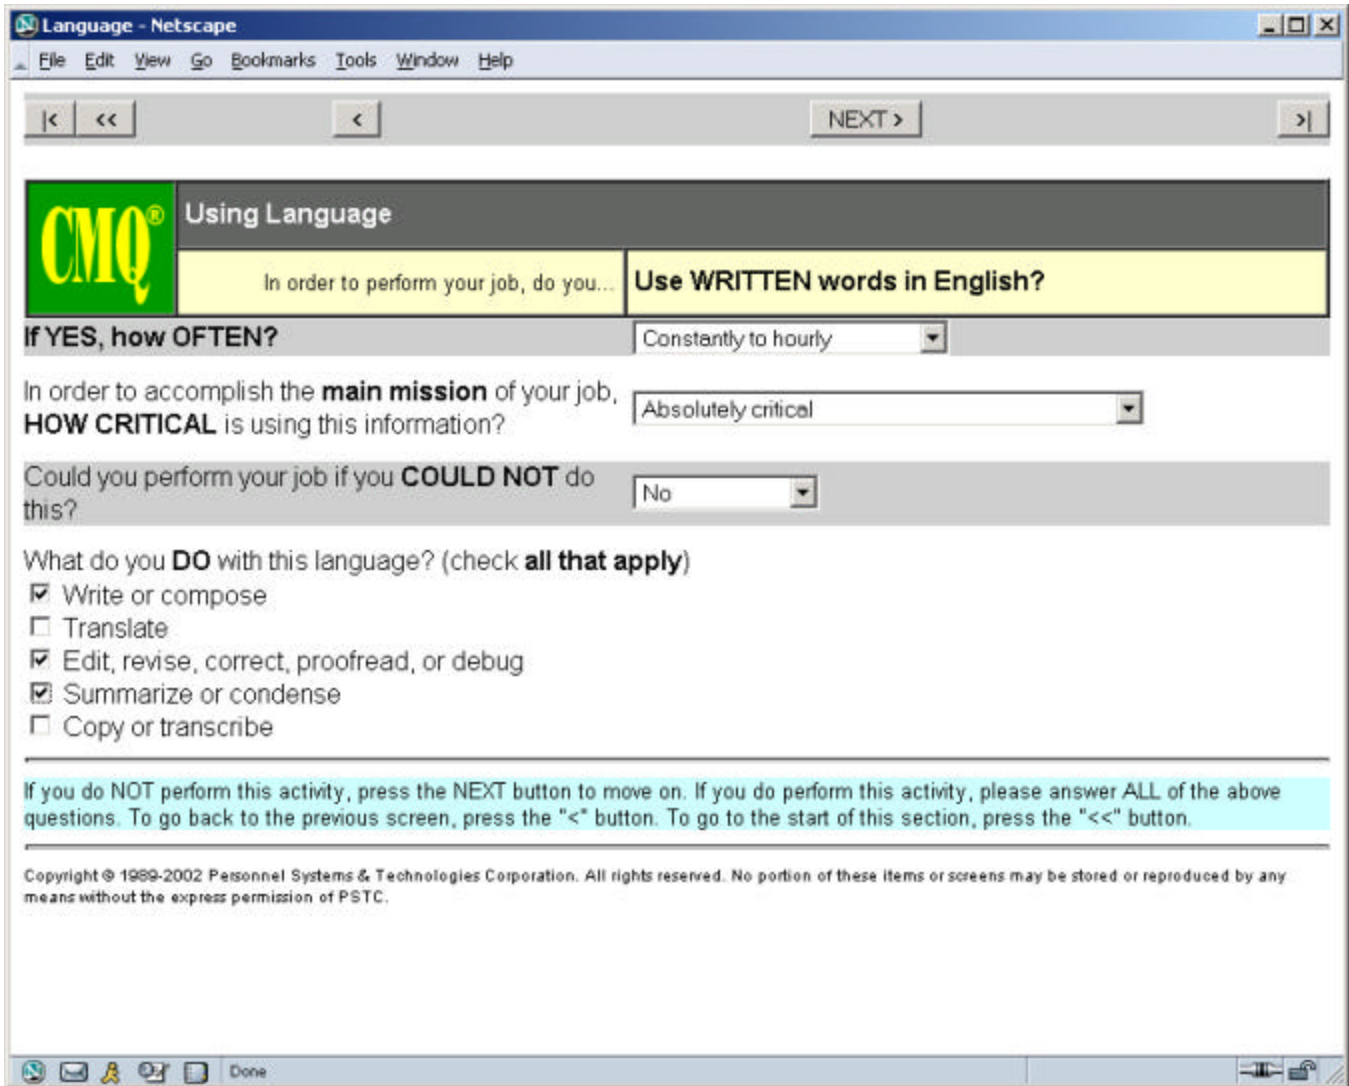 Language - Netscape
File Edit View Go Bookmarks Tools Window Help
|< << < NEXT > >|
CMQ®
Using Language
In order to perform your job, do you... Use WRITTEN words in English?
If YES, how OFTEN? Constantly to hourly
In order to accomplish the main mission of your job,
HOW CRITICAL is using this information? Absolutely critical
Could you perform your job if you COULD NOT do
this? No
What do you DO with this language? (check all that apply)
Write or compose
Translate
Edit, revise, correct, proofread, or debug
Summarize or condense
Copy or transcribe
If you do NOT perform this activity, press the NEXT button to move on. If you do perform this activity, please answer ALL of the above
questions. To go back to the previous screen, press the "<" button. To go to the start of this section, press the "<<" button.
Copyright © 1989-2002 Personnel Systems & Technologies Corporation. All rights reserved. No portion of these items or screens may be stored or reproduced by any
means without the express permission of PSTC.
Done